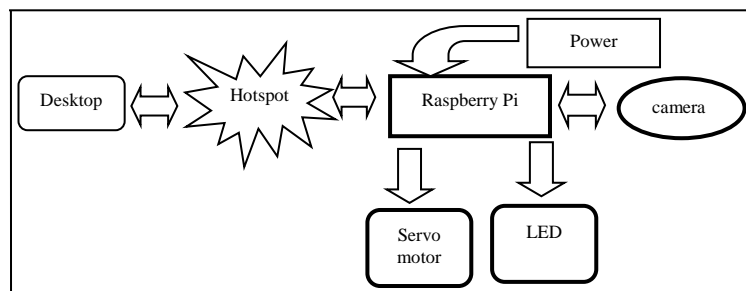 Power
Desktop
Hotspot
Raspberry Pi
camera
Servo
motor
LED